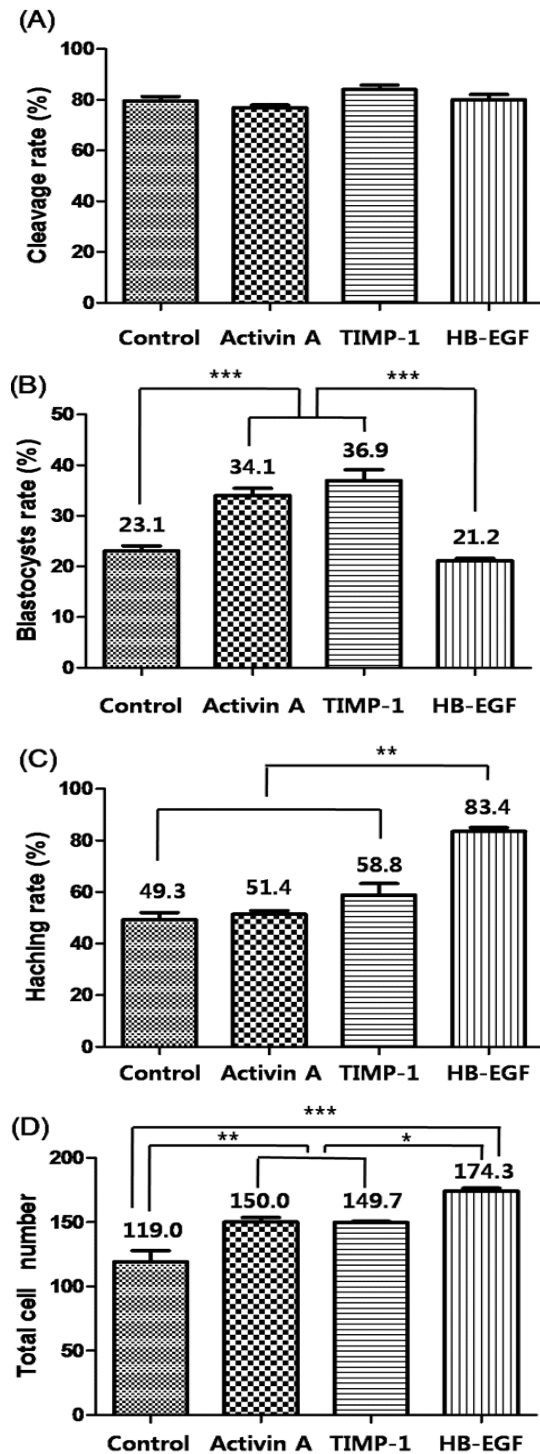 (A)
Cleavage rate (%)
100
80
60
40
20
0
Control Activin A TIMP-1 HB-EGF
(B)
*** ***
Blastocysts rate (%)
50
40
30
20
10
0
23.1 34.1 36.9 21.2
Control Activin A TIMP-1 HB-EGF
(C)
**
Haching rate (%)
100
80
60
40
20
0
49.3 51.4 58.8 83.4
Control Activin A TIMP-1 HB-EGF
(D)
***
** *
Total cell number
200
150
100
50
0
119.0 150.0 149.7 174.3
Control Activin A TIMP-1 HB-EGF